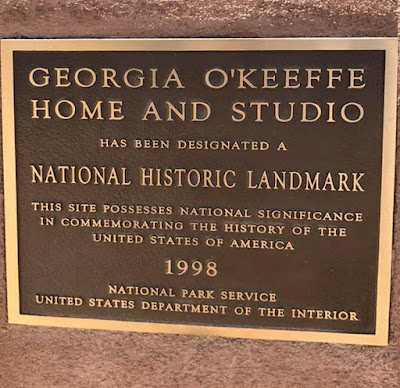 GEORGIA O'KEEFFE
HOME AND STUDIO
HAS BEEN DESIGNATED A
NATIONAL HISTORIC LANDMARK
THIS SITE POSSESSES NATIONAL SIGNIFICANCE
IN COMMEMORATING THE HISTORY OF THE
UNITED STATES OF AMERICA
1998
NATIONAL PARK SERVICE
UNITED STATES DEPARTMENT OF THE INTERIOR